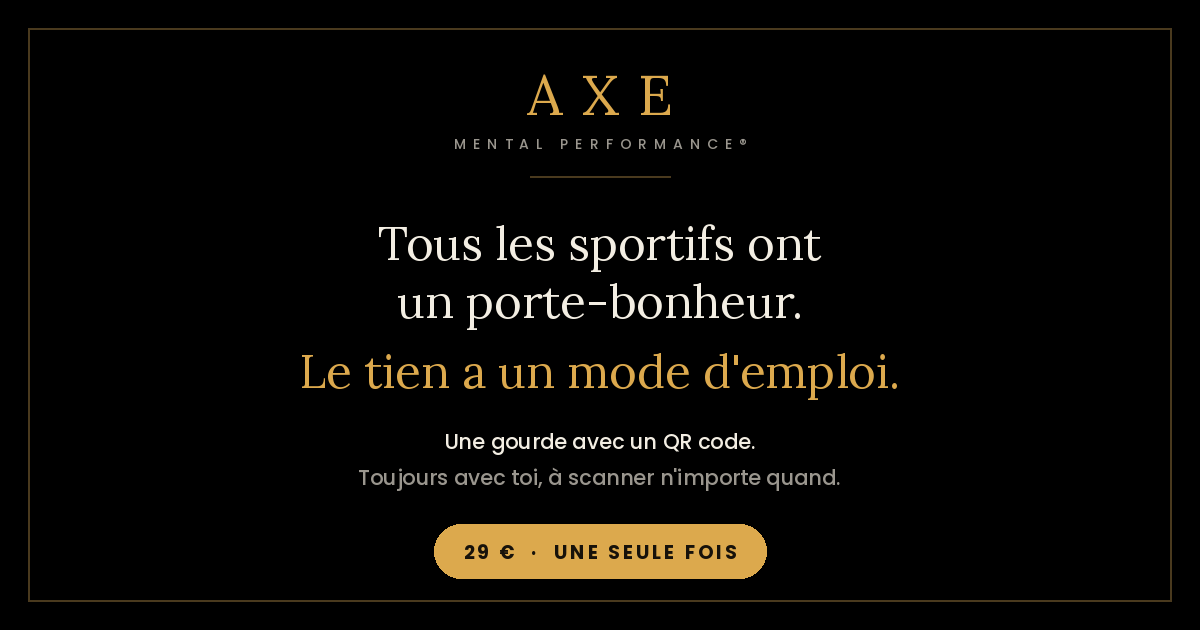 AXE
MENTAL PERFORMANCE®
Tous les sportifs ont
un porte-bonheur.
Le tien a un mode d'emploi.
Une gourde avec un QR code.
Toujours avec toi, à scanner n'importe quand.
29 € · UNE SEULE FOIS